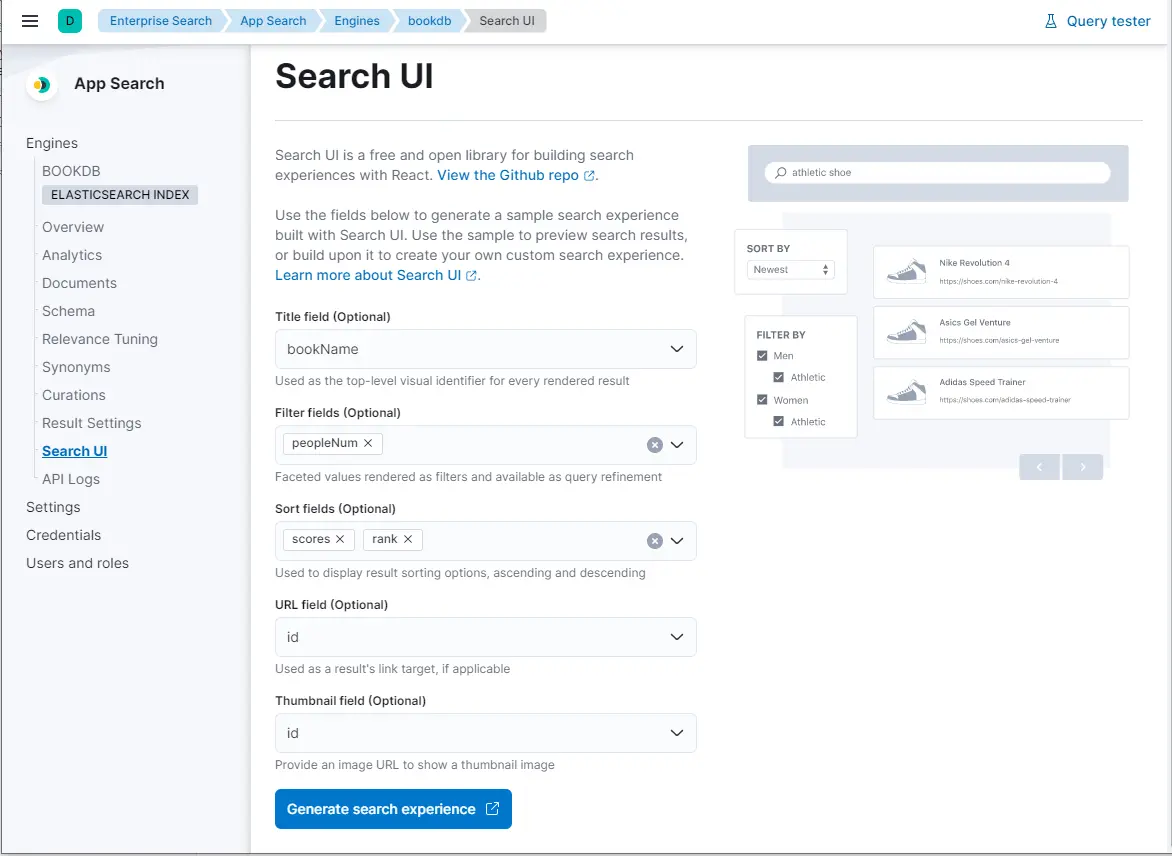 D
Enterprise Search
App Search
Engines
bookdb
Search UI
Query tester
App Search
Engines
BOOKDB
ELASTICSEARCH INDEX
Overview
Analytics
Documents
Schema
Relevance Tuning
Synonyms
Curations
Result Settings
Search UI
API Logs
Settings
Credentials
Users and roles
Search UI
Search UI is a free and open library for building search
experiences with React. View the Github repo.
Use the fields below to generate a sample search experience
built with Search UI. Use the sample to preview search results,
or build upon it to create your own custom search experience.
Learn more about Search UI.
Title field (Optional)
bookName
Used as the top-level visual identifier for every rendered result
Filter fields (Optional)
peopleNum
Faceted values rendered as filters and available as query refinement
Sort fields (Optional)
scores rank
Used to display result sorting options, ascending and descending
URL field (Optional)
id
Used as a result's link target, if applicable
Thumbnail field (Optional)
id
Provide an image URL to show a thumbnail image
Generate search experience
athletic shoe
SORT BY
Newest
FILTER BY
Men
Athletic
Women
Athletic
Nike Revolution 4
https://shoes.com/nike-revolution-4
Asics Gel Venture
https://shoes.com/asics-gel-venture
Adidas Speed Trainer
https://shoes.com/adidas-speed-trainer